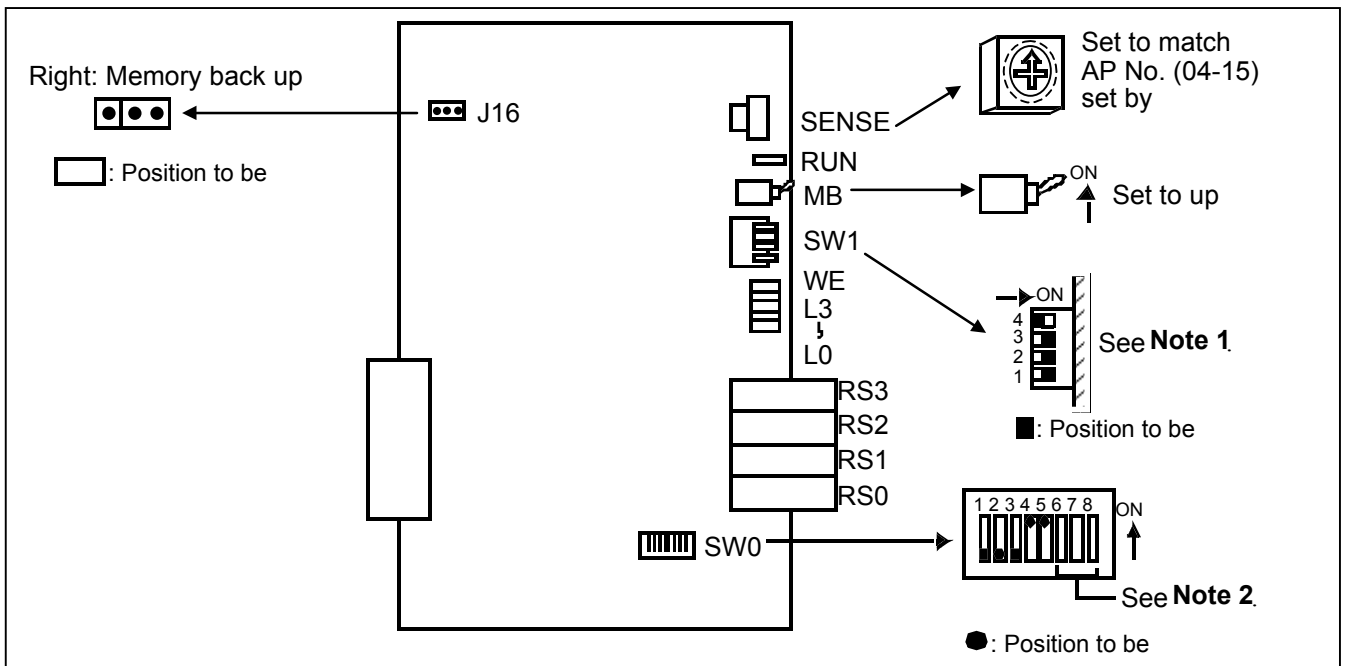 Right: Memory back up
: Position to be
J16
SENSE
RUN
MB
SW1
WE
L3
L0
RS3
RS2
RS1
RS0
SW0
Set to match
AP No. (04-15)
set by
ON
Set to up
ON
4
3
2
1
See Note 1.
: Position to be
1 2 3 4 5 6 7 8
ON
See Note 2.
: Position to be